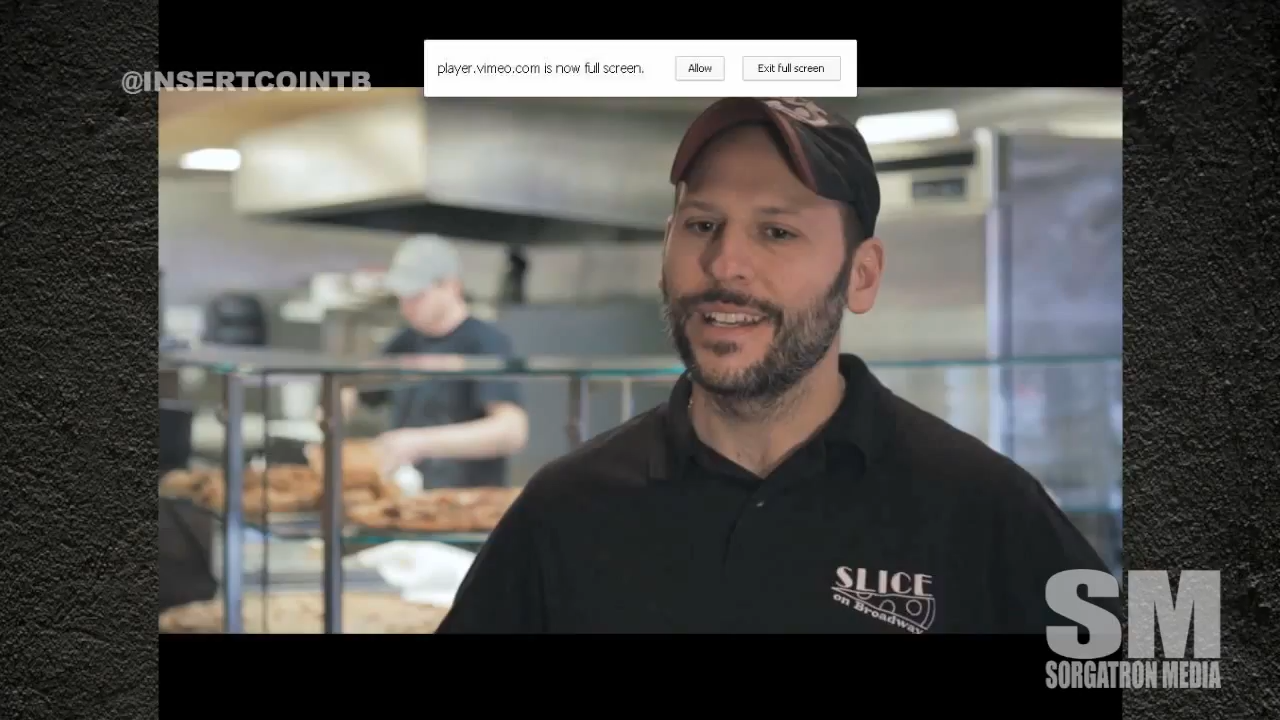 player.vimeo.com is now full screen.
Allow
Exit full screen
@INSERTCOINTB
SLICE
on Broadway
SM
SORGATRON MEDIA